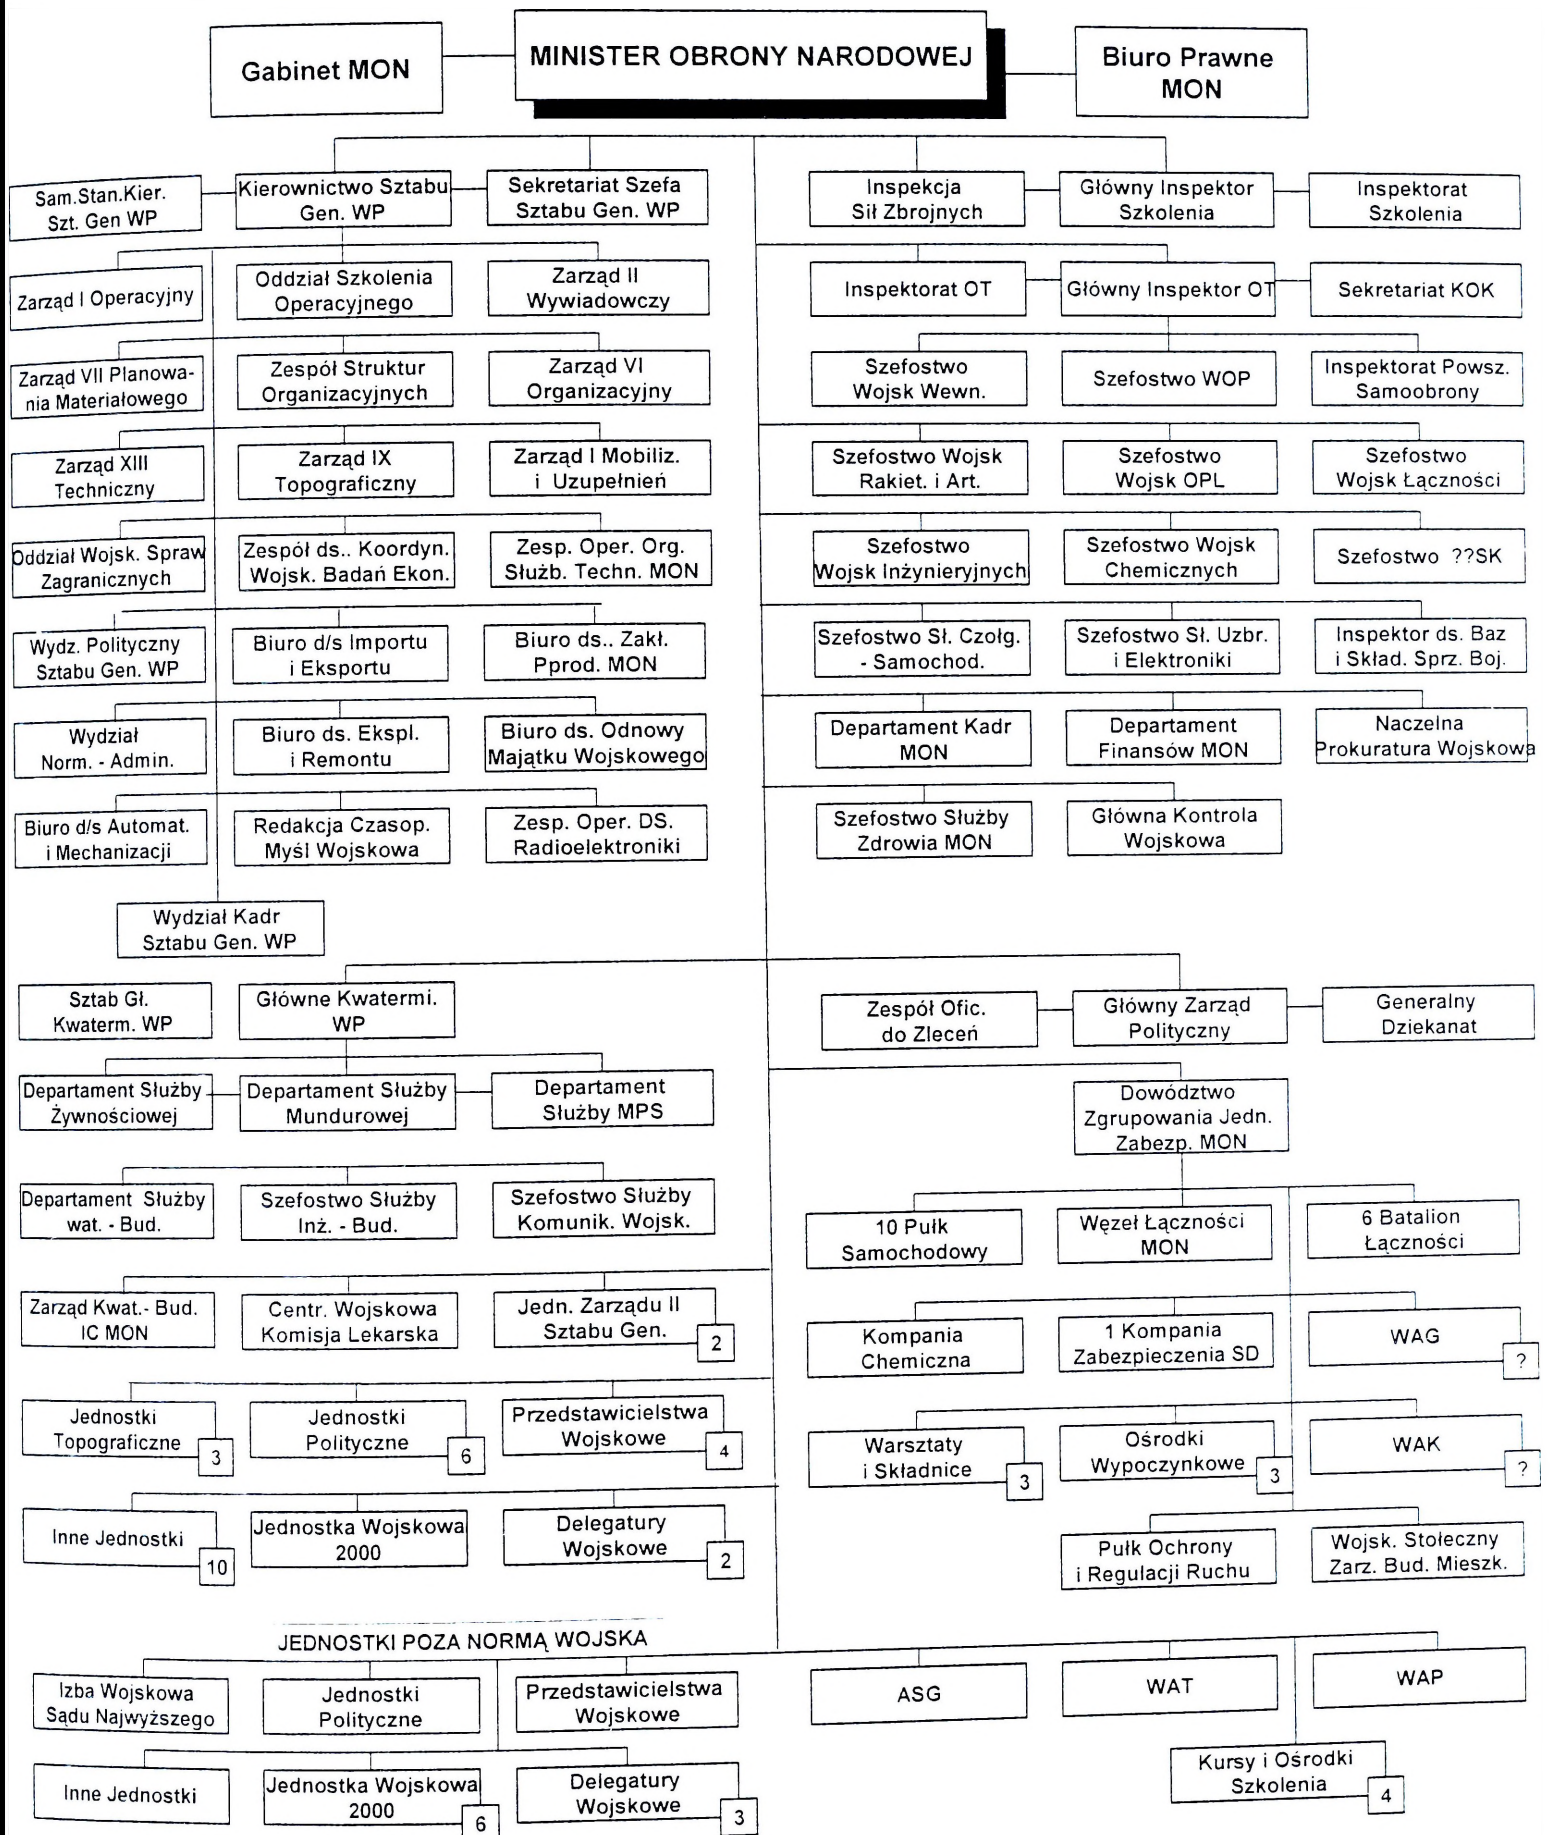 Gabinet MON
MINISTER OBRONY NARODOWEJ
Biuro Prawne
MON
Sam.Stan.Kier.
Szt. Gen WP
Kierownictwo Sztabu
Gen. WP
Sekretariat Szefa
Sztabu Gen. WP
Inspekcja
Sił Zbrojnych
Główny Inspektor
Szkolenia
Inspektorat
Szkolenia
Zarząd I Operacyjny
Oddział Szkolenia
Operacyjnego
Zarząd II
Wywiadowczy
Inspektorat OT
Główny Inspektor OT
Sekretariat KOK
Zarząd VII Planowa-
nia Materiałowego
Zespół Struktur
Organizacyjnych
Zarząd VI
Organizacyjny
Szefostwo
Wojsk Wewn.
Szefostwo WOP
Inspektorat Powsz.
Samoobrony
Zarząd XIII
Techniczny
Zarząd IX
Topograficzny
Zarząd I Mobiliz.
i Uzupełnień
Szefostwo Wojsk
Rakiet. i Art.
Szefostwo
Wojsk OPL
Szefostwo
Wojsk Łączności
Oddział Wojsk. Spraw
Zagranicznych
Zespół ds.. Koordyn.
Wojsk. Badań Ekon.
Zesp. Oper. Org.
Służb. Techn. MON
Szefostwo
Wojsk Inżynieryjnych
Szefostwo Wojsk
Chemicznych
Szefostwo ??SK
Wydz. Polityczny
Sztabu Gen. WP
Biuro d/s Importu
i Eksportu
Biuro ds.. Zakł.
Pprod. MON
Szefostwo Sł. Czołg.
- Samochod.
Szefostwo Sł. Uzbr.
i Elektroniki
Inspektor ds. Baz
i Skład. Sprz. Boj.
Wydział
Norm. - Admin.
Biuro ds. Ekspl.
i Remontu
Biuro ds. Odnowy
Majątku Wojskowego
Departament Kadr
MON
Departament
Finansów MON
Naczelna
Prokuratura Wojskowa
Biuro d/s Automat.
i Mechanizacji
Redakcja Czasop.
Myśl Wojskowa
Zesp. Oper. DS.
Radioelektroniki
Szefostwo Służby
Zdrowia MON
Główna Kontrola
Wojskowa
Wydział Kadr
Sztabu Gen. WP
Sztab Gł.
Kwaterm. WP
Główne Kwatermi.
WP
Zespół Ofic.
do Zleceń
Główny Zarząd
Polityczny
Generalny
Dziekanat
Departament Służby
Żywnościowej
Departament Służby
Mundurowej
Departament
Służby MPS
Dowództwo
Zgrupowania Jedn.
Zabezp. MON
Departament Służby
wat. - Bud.
Szefostwo Służby
Inż. - Bud.
Szefostwo Służby
Komunik. Wojsk.
10 Pułk
Samochodowy
Węzeł Łączności
MON
6 Batalion
Łączności
Zarząd Kwat.- Bud.
IC MON
Centr. Wojskowa
Komisja Lekarska
Jedn. Zarządu II
Sztabu Gen.
2
Kompania
Chemiczna
1 Kompania
Zabezpieczenia SD
WAG
?
Jednostki
Topograficzne
3
Jednostki
Polityczne
6
Przedstawicielstwa
Wojskowe
4
Warsztaty
i Składnice
3
Ośrodki
Wypoczynkowe
3
WAK
?
Inne Jednostki
10
Jednostka Wojskowa
2000
Delegatury
Wojskowe
2
Pułk Ochrony
i Regulacji Ruchu
Wojsk. Stołeczny
Zarz. Bud. Mieszk.
JEDNOSTKI POZA NORMĄ WOJSKA
Izba Wojskowa
Sądu Najwyższego
Jednostki
Polityczne
Przedstawicielstwa
Wojskowe
ASG
WAT
WAP
Inne Jednostki
Jednostka Wojskowa
2000
6
Delegatury
Wojskowe
3
Kursy i Ośrodki
Szkolenia
4